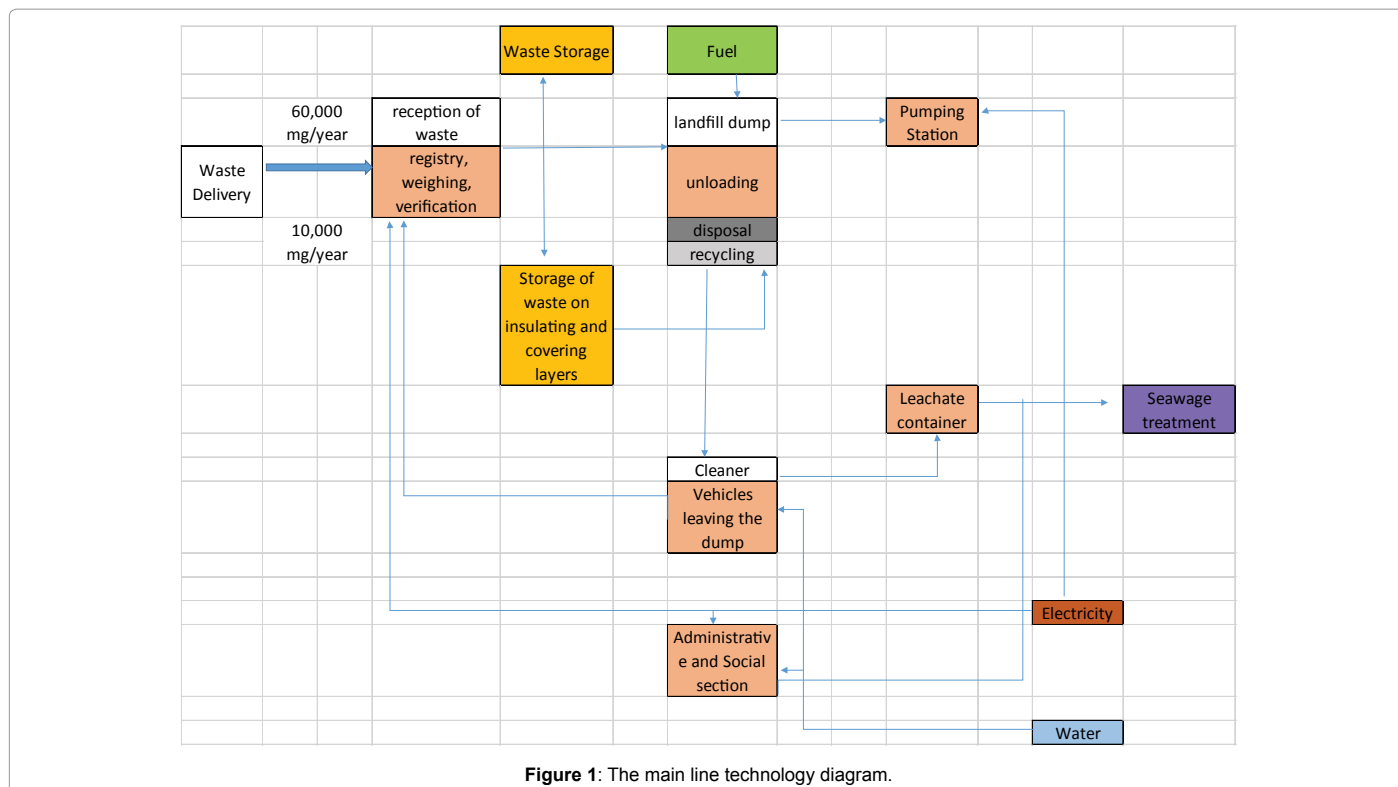 Waste Storage
Fuel
60,000
mg/year
reception of
waste
landfill dump
Pumping
Station
Waste
Delivery
registry,
weighing,
verification
unloading
10,000
mg/year
disposal
recycling
Storage of
waste on
insulating and
covering
layers
Leachate
container
Seawage
treatment
Cleaner
Vehicles
leaving the
dump
Electricity
Administrativ
e and Social
section
Water
Figure 1: The main line technology diagram.